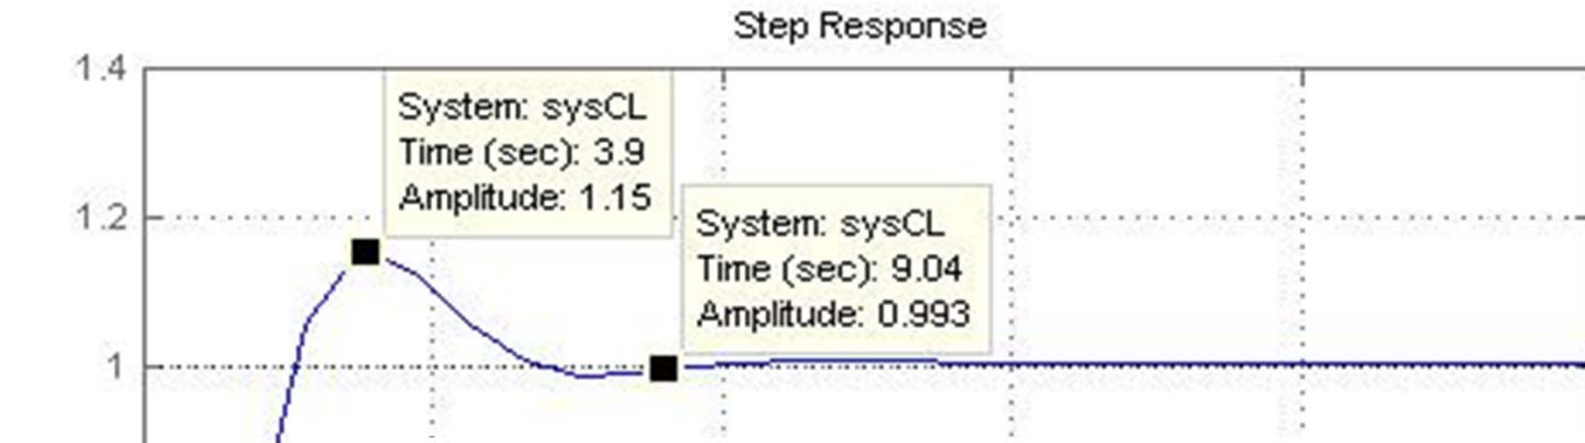 Step Response
1.4
System: sysCL
Time (sec): 3.9
Amplitude: 1.15
1.2
System: sysCL
Time (sec): 9.04
Amplitude: 0.993
1